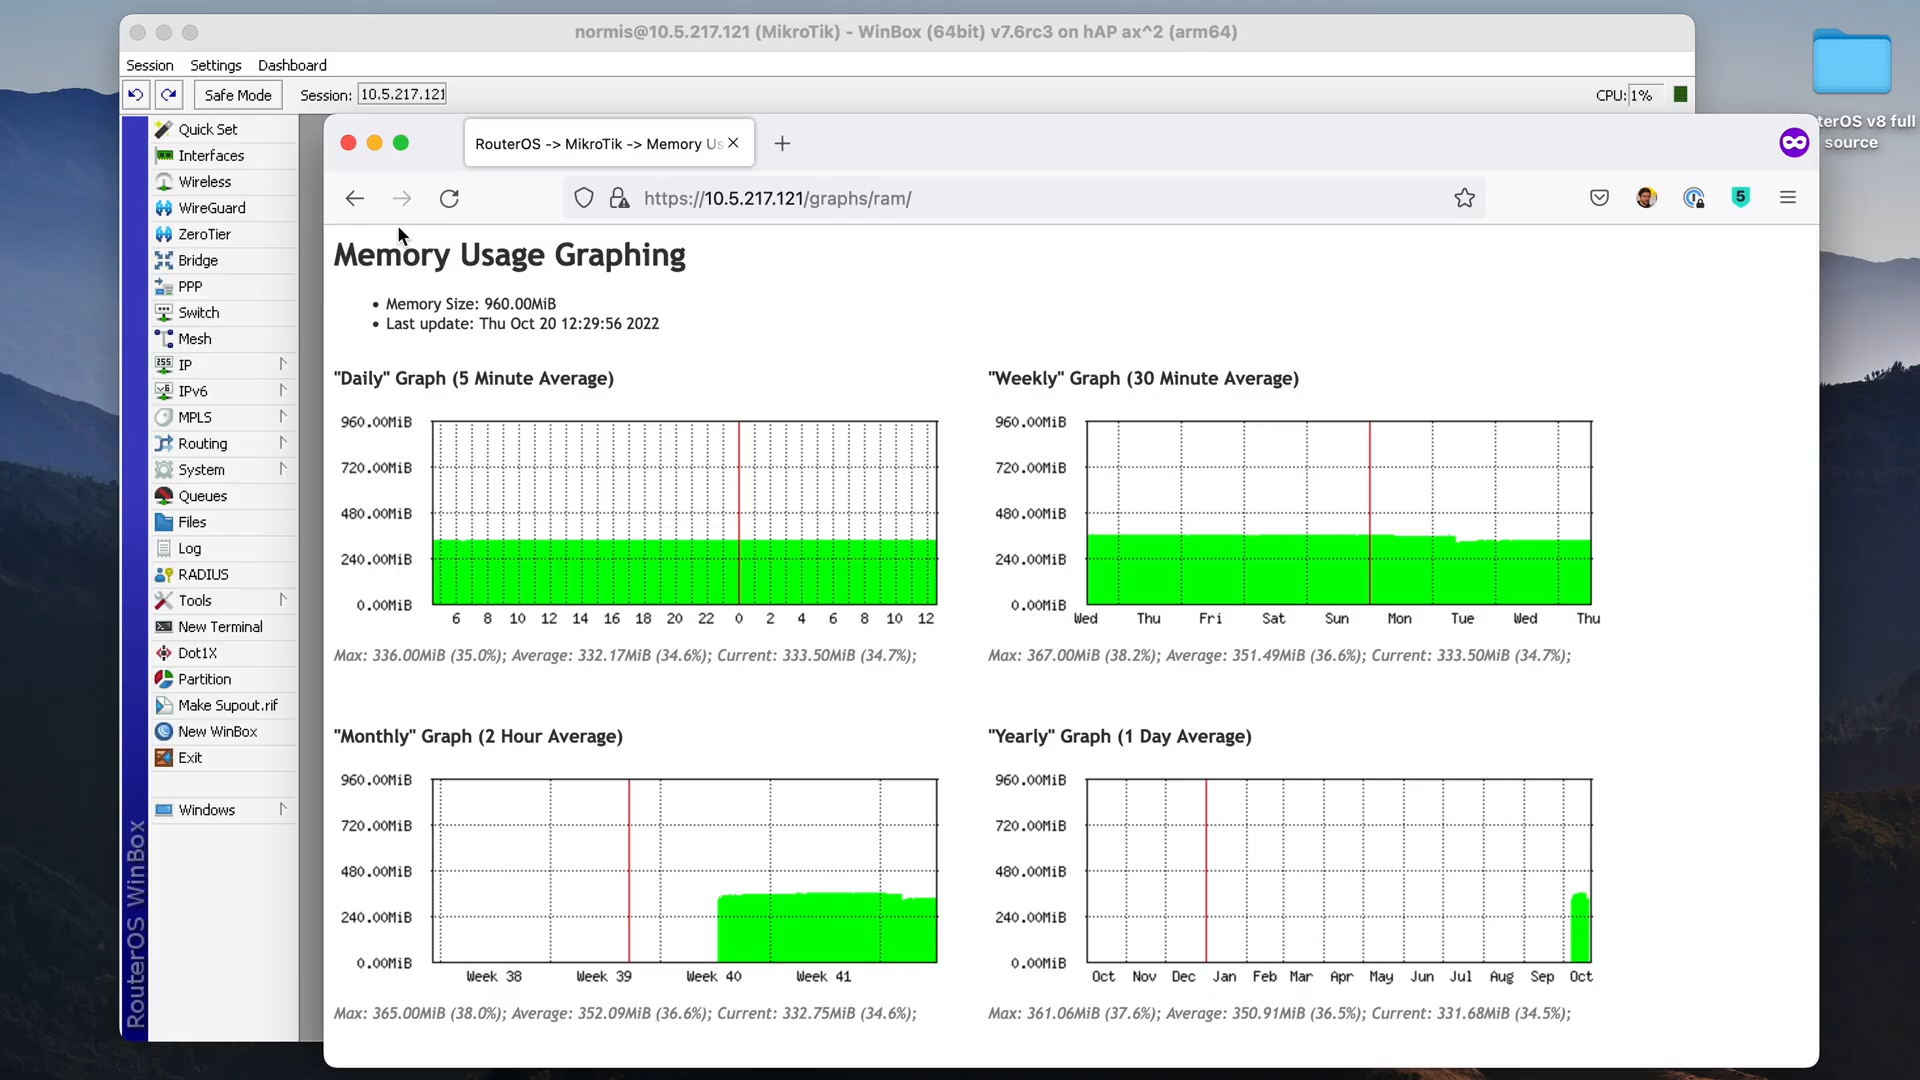 normis@10.5.217.121 (MikroTik) - WinBox (64bit) v7.6rc3 on hAP ax^2 (arm64)
Session Settings Dashboard
Safe Mode Session: 10.5.217.121 CPU: 1%
terOS v8 full
source
Quick Set
Interfaces
Wireless
WireGuard
ZeroTier
Bridge
PPP
Switch
Mesh
IP
IPv6
MPLS
Routing
System
Queues
Files
Log
RADIUS
Tools
New Terminal
Dot1X
Partition
Make Supout.rif
New WinBox
Exit
Windows
RouterOS WinBox
RouterOS -> MikroTik -> Memory Us
https://10.5.217.121/graphs/ram/
5
Memory Usage Graphing
• Memory Size: 960.00MiB
• Last update: Thu Oct 20 12:29:56 2022
"Daily" Graph (5 Minute Average)
960.00MiB
720.00MiB
480.00MiB
240.00MiB
0.00MiB
6 8 10 12 14 16 18 20 22 0 2 4 6 8 10 12
Max: 336.00MiB (35.0%); Average: 332.17MiB (34.6%); Current: 333.50MiB (34.7%);
"Weekly" Graph (30 Minute Average)
960.00MiB
720.00MiB
480.00MiB
240.00MiB
0.00MiB
Wed Thu Fri Sat Sun Mon Tue Wed Thu
Max: 367.00MiB (38.2%); Average: 351.49MiB (36.6%); Current: 333.50MiB (34.7%);
"Monthly" Graph (2 Hour Average)
960.00MiB
720.00MiB
480.00MiB
240.00MiB
0.00MiB
Week 38 Week 39 Week 40 Week 41
Max: 365.00MiB (38.0%); Average: 352.09MiB (36.6%); Current: 332.75MiB (34.6%);
"Yearly" Graph (1 Day Average)
960.00MiB
720.00MiB
480.00MiB
240.00MiB
0.00MiB
Oct Nov Dec Jan Feb Mar Apr May Jun Jul Aug Sep Oct
Max: 361.06MiB (37.6%); Average: 350.91MiB (36.5%); Current: 331.68MiB (34.5%);